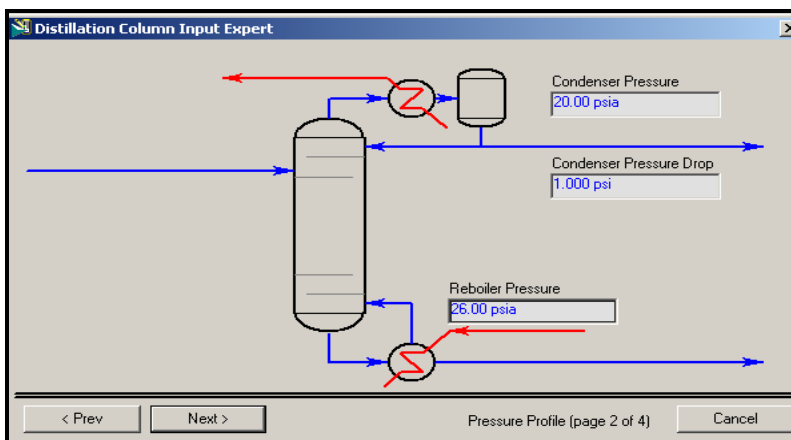 Distillation Column Input Expert
Condenser Pressure
20.00 psia
Condenser Pressure Drop
1.000 psi
Reboiler Pressure
26.00 psia
< Prev
Next >
Pressure Profile (page 2 of 4)
Cancel